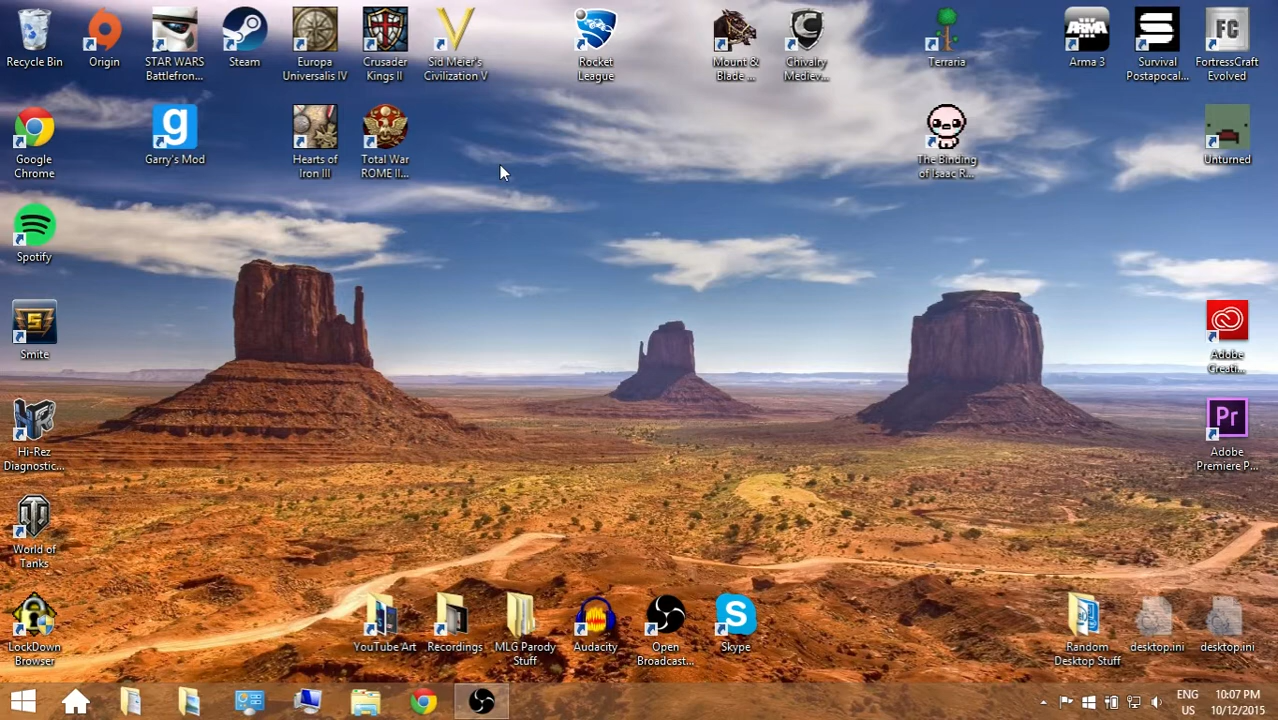 Recycle Bin
Origin
STAR WARS
Battlefron...
Steam
Europa
Universalis IV
Crusader
Kings II
Sid Meier's
Civilization V
Rocket
League
Mount &
Blade ...
Chivalry
Mediev...
Terraria
ARMA
Arma 3
Survival
Postapocal...
FC
FortressCraft
Evolved
Google
Chrome
g
Garry's Mod
Hearts of
Iron III
Total War
ROME II...
The Binding
of Isaac R...
Unturned
Spotify
S
Smite
Adobe
Creati...
HR
Hi-Rez
Diagnostic...
Pr
Adobe
Premiere P...
World of
Tanks
LockDown
Browser
YouTube Art
Recordings
MLG Parody
Stuff
Audacity
Open
Broadcast...
S
Skype
Random
Desktop Stuff
desktop.ini
desktop.ini
ENG
US
10:07 PM
10/12/2015